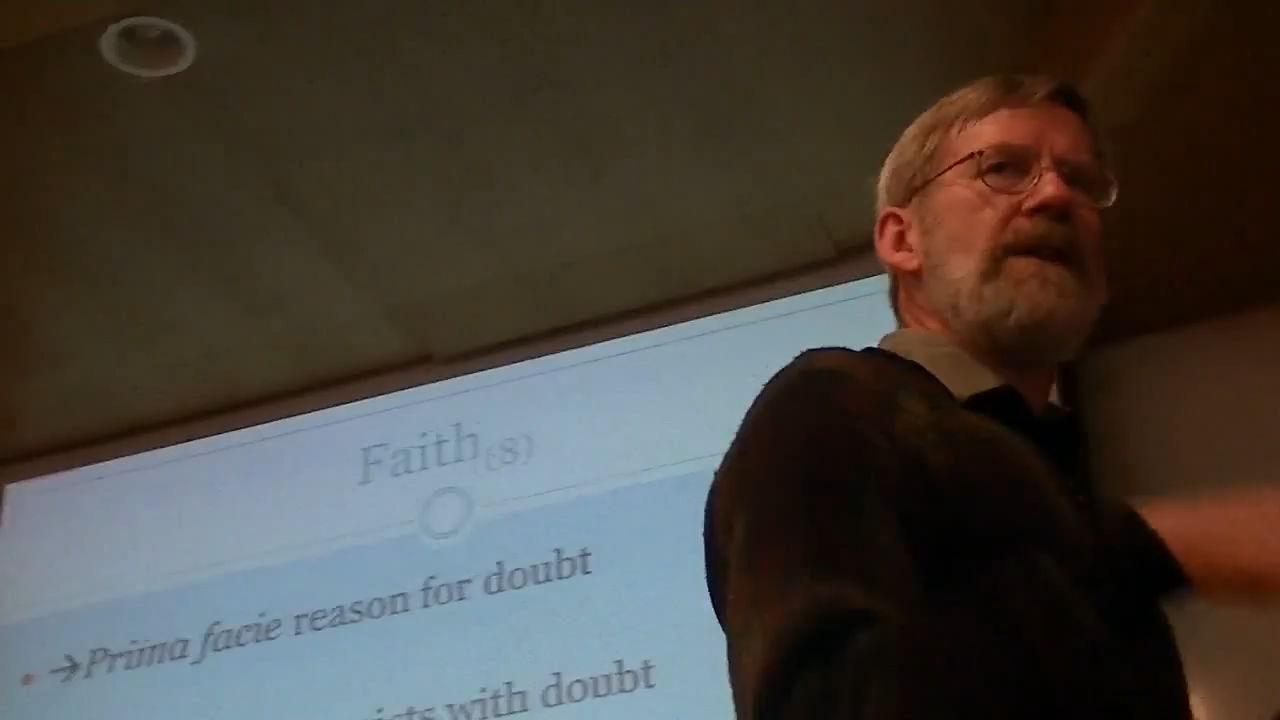 Faith (8)
• → Prima facie reason for doubt
with doubt